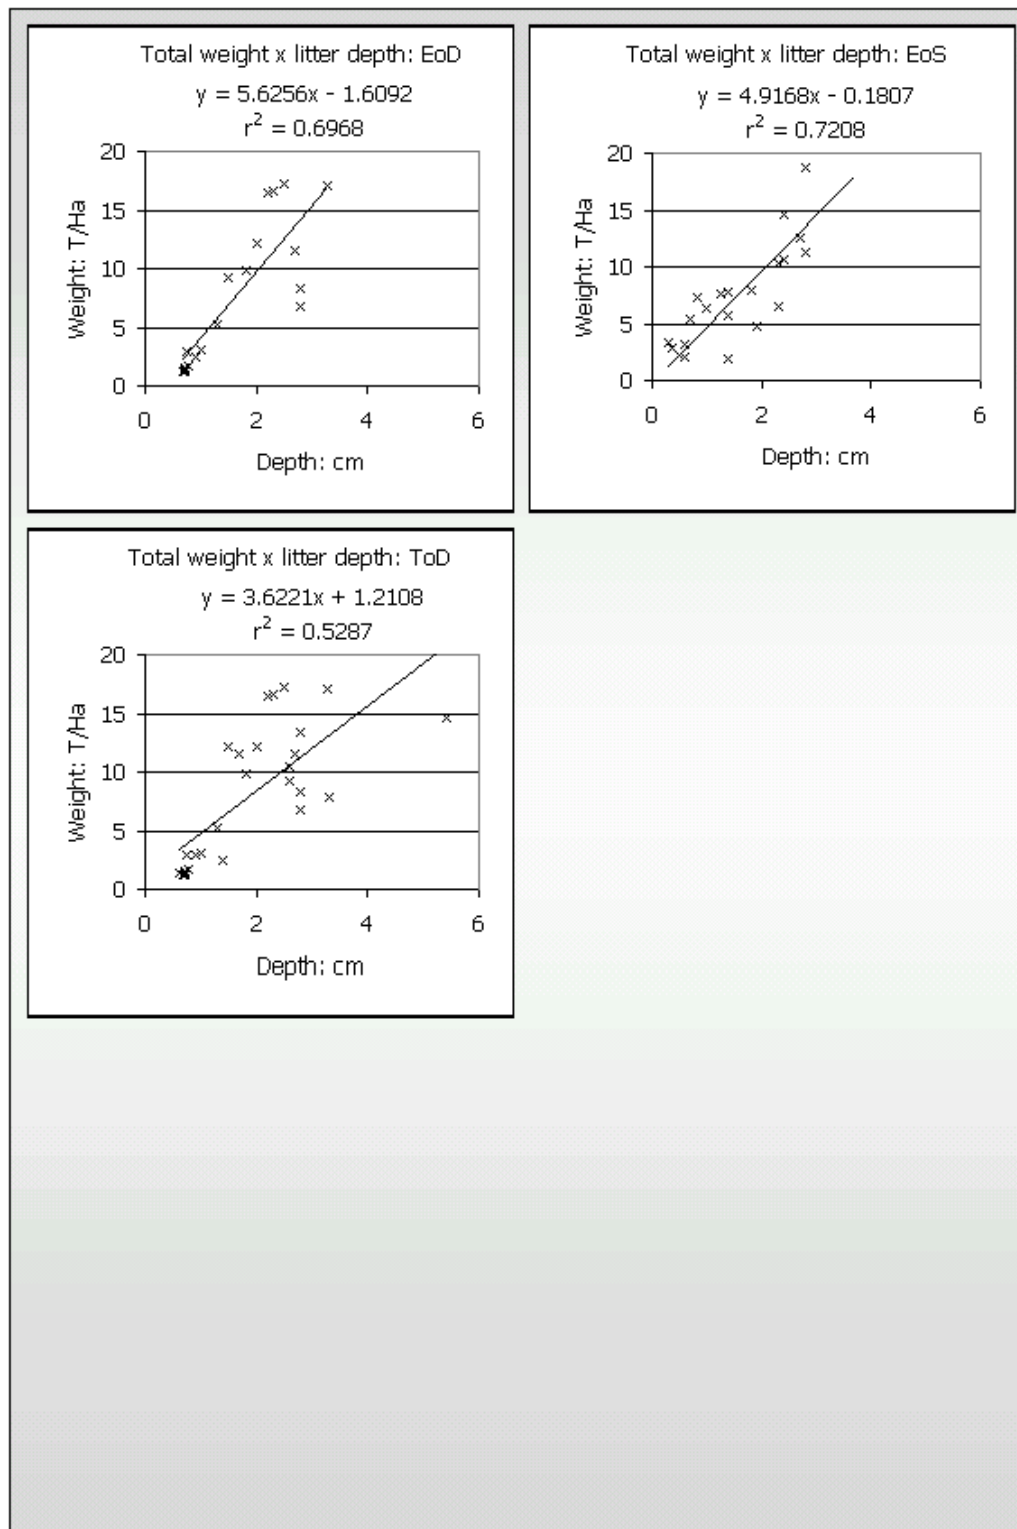 Total weight x litter depth: EoD
y = 5.6256x - 1.6092
r² = 0.6968
20
15
10
5
0
0 2 4 6
Weight: T/Ha
Depth: cm
Total weight x litter depth: EoS
y = 4.9168x - 0.1807
r² = 0.7208
20
15
10
5
0
0 2 4 6
Weight: T/Ha
Depth: cm
Total weight x litter depth: ToD
y = 3.6221x + 1.2108
r² = 0.5287
20
15
10
5
0
0 2 4 6
Weight: T/Ha
Depth: cm